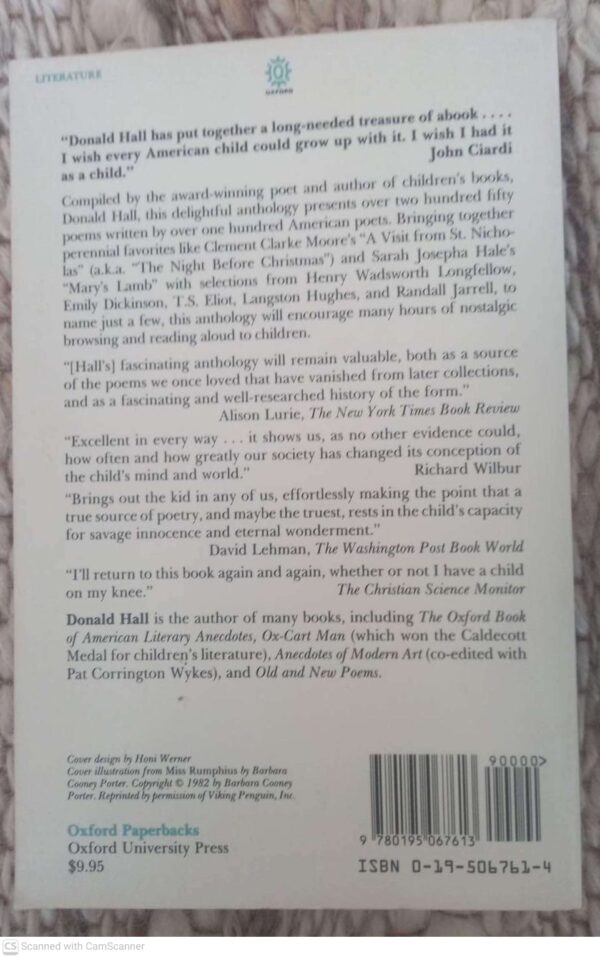 LITERATURE
OXFORD
"Donald Hall has put together a long-needed treasure of abook . . . .
I wish every American child could grow up with it. I wish I had it
as a child."
John Ciardi
Compiled by the award-winning poet and author of children's books,
Donald Hall, this delightful anthology presents over two hundred fifty
poems written by over one hundred American poets. Bringing together
perennial favorites like Clement Clarke Moore's "A Visit from St. Nicho-
las" (a.k.a. "The Night Before Christmas") and Sarah Josepha Hale's
"Mary's Lamb" with selections from Henry Wadsworth Longfellow,
Emily Dickinson, T.S. Eliot, Langston Hughes, and Randall Jarrell, to
name just a few, this anthology will encourage many hours of nostalgic
browsing and reading aloud to children.
"[Hall's] fascinating anthology will remain valuable, both as a source
of the poems we once loved that have vanished from later collections,
and as a fascinating and well-researched history of the form."
Alison Lurie, The New York Times Book Review
"Excellent in every way . . . it shows us, as no other evidence could,
how often and how greatly our society has changed its conception of
the child's mind and world."
Richard Wilbur
"Brings out the kid in any of us, effortlessly making the point that a
true source of poetry, and maybe the truest, rests in the child's capacity
for savage innocence and eternal wonderment."
David Lehman, The Washington Post Book World
"I'll return to this book again and again, whether or not I have a child
on my knee."
The Christian Science Monitor
Donald Hall is the author of many books, including The Oxford Book
of American Literary Anecdotes, Ox-Cart Man (which won the Caldecott
Medal for children's literature), Anecdotes of Modern Art (co-edited with
Pat Corrington Wykes), and Old and New Poems.
Cover design by Honi Werner
Cover illustration from Miss Rumphius by Barbara
Cooney Porter. Copyright © 1982 by Barbara Cooney
Porter. Reprinted by permission of Viking Penguin, Inc.
Oxford Paperbacks
Oxford University Press
$9.95
90000>
9 780195 067613
ISBN 0-19-506761-4
CS Scanned with CamScanner